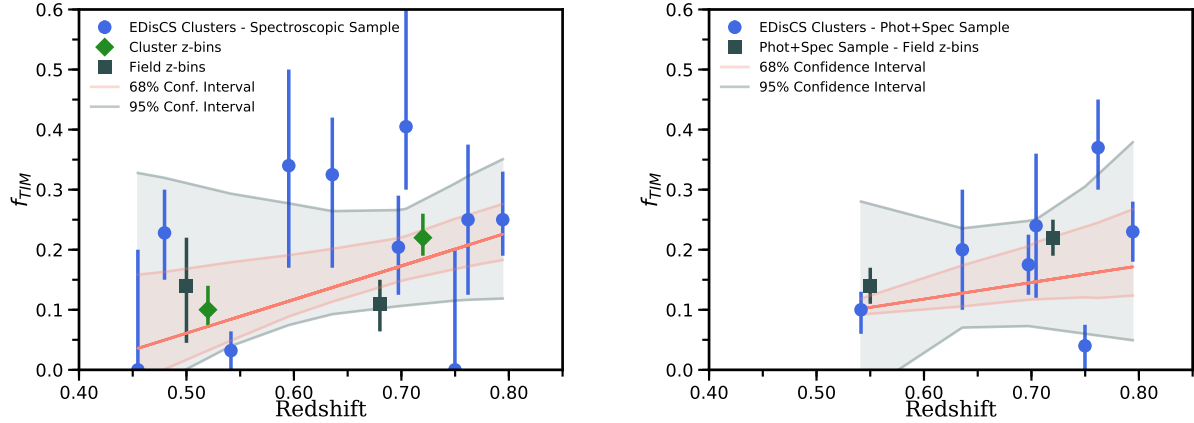 0.6
0.5
0.4
0.3
0.2
0.1
0.0
f_TIM
EDisCS Clusters - Spectroscopic Sample
Cluster z-bins
Field z-bins
68% Conf. Interval
95% Conf. Interval
0.40 0.50 0.60 0.70 0.80
Redshift
0.6
0.5
0.4
0.3
0.2
0.1
0.0
f_TIM
EDisCS Clusters - Phot+Spec Sample
Phot+Spec Sample - Field z-bins
68% Confidence Interval
95% Confidence Interval
0.40 0.50 0.60 0.70 0.80
Redshift